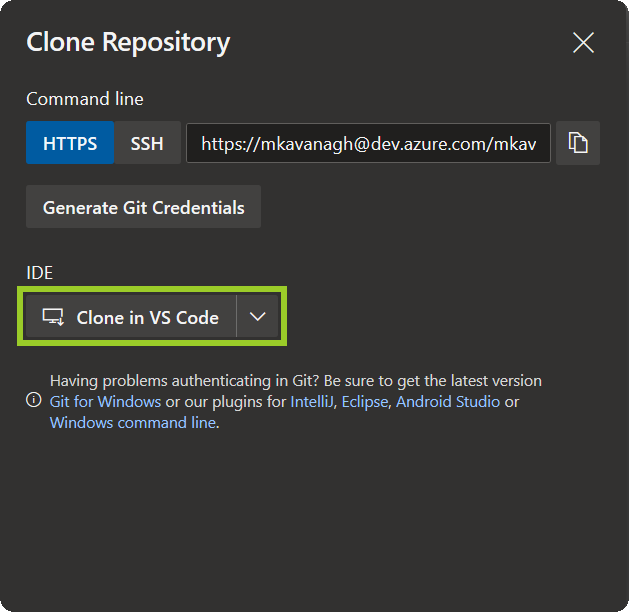 Clone Repository
Command line
HTTPS SSH https://mkavanagh@dev.azure.com/mkav
Generate Git Credentials
IDE
Clone in VS Code
Having problems authenticating in Git? Be sure to get the latest version
Git for Windows or our plugins for IntelliJ, Eclipse, Android Studio or
Windows command line.